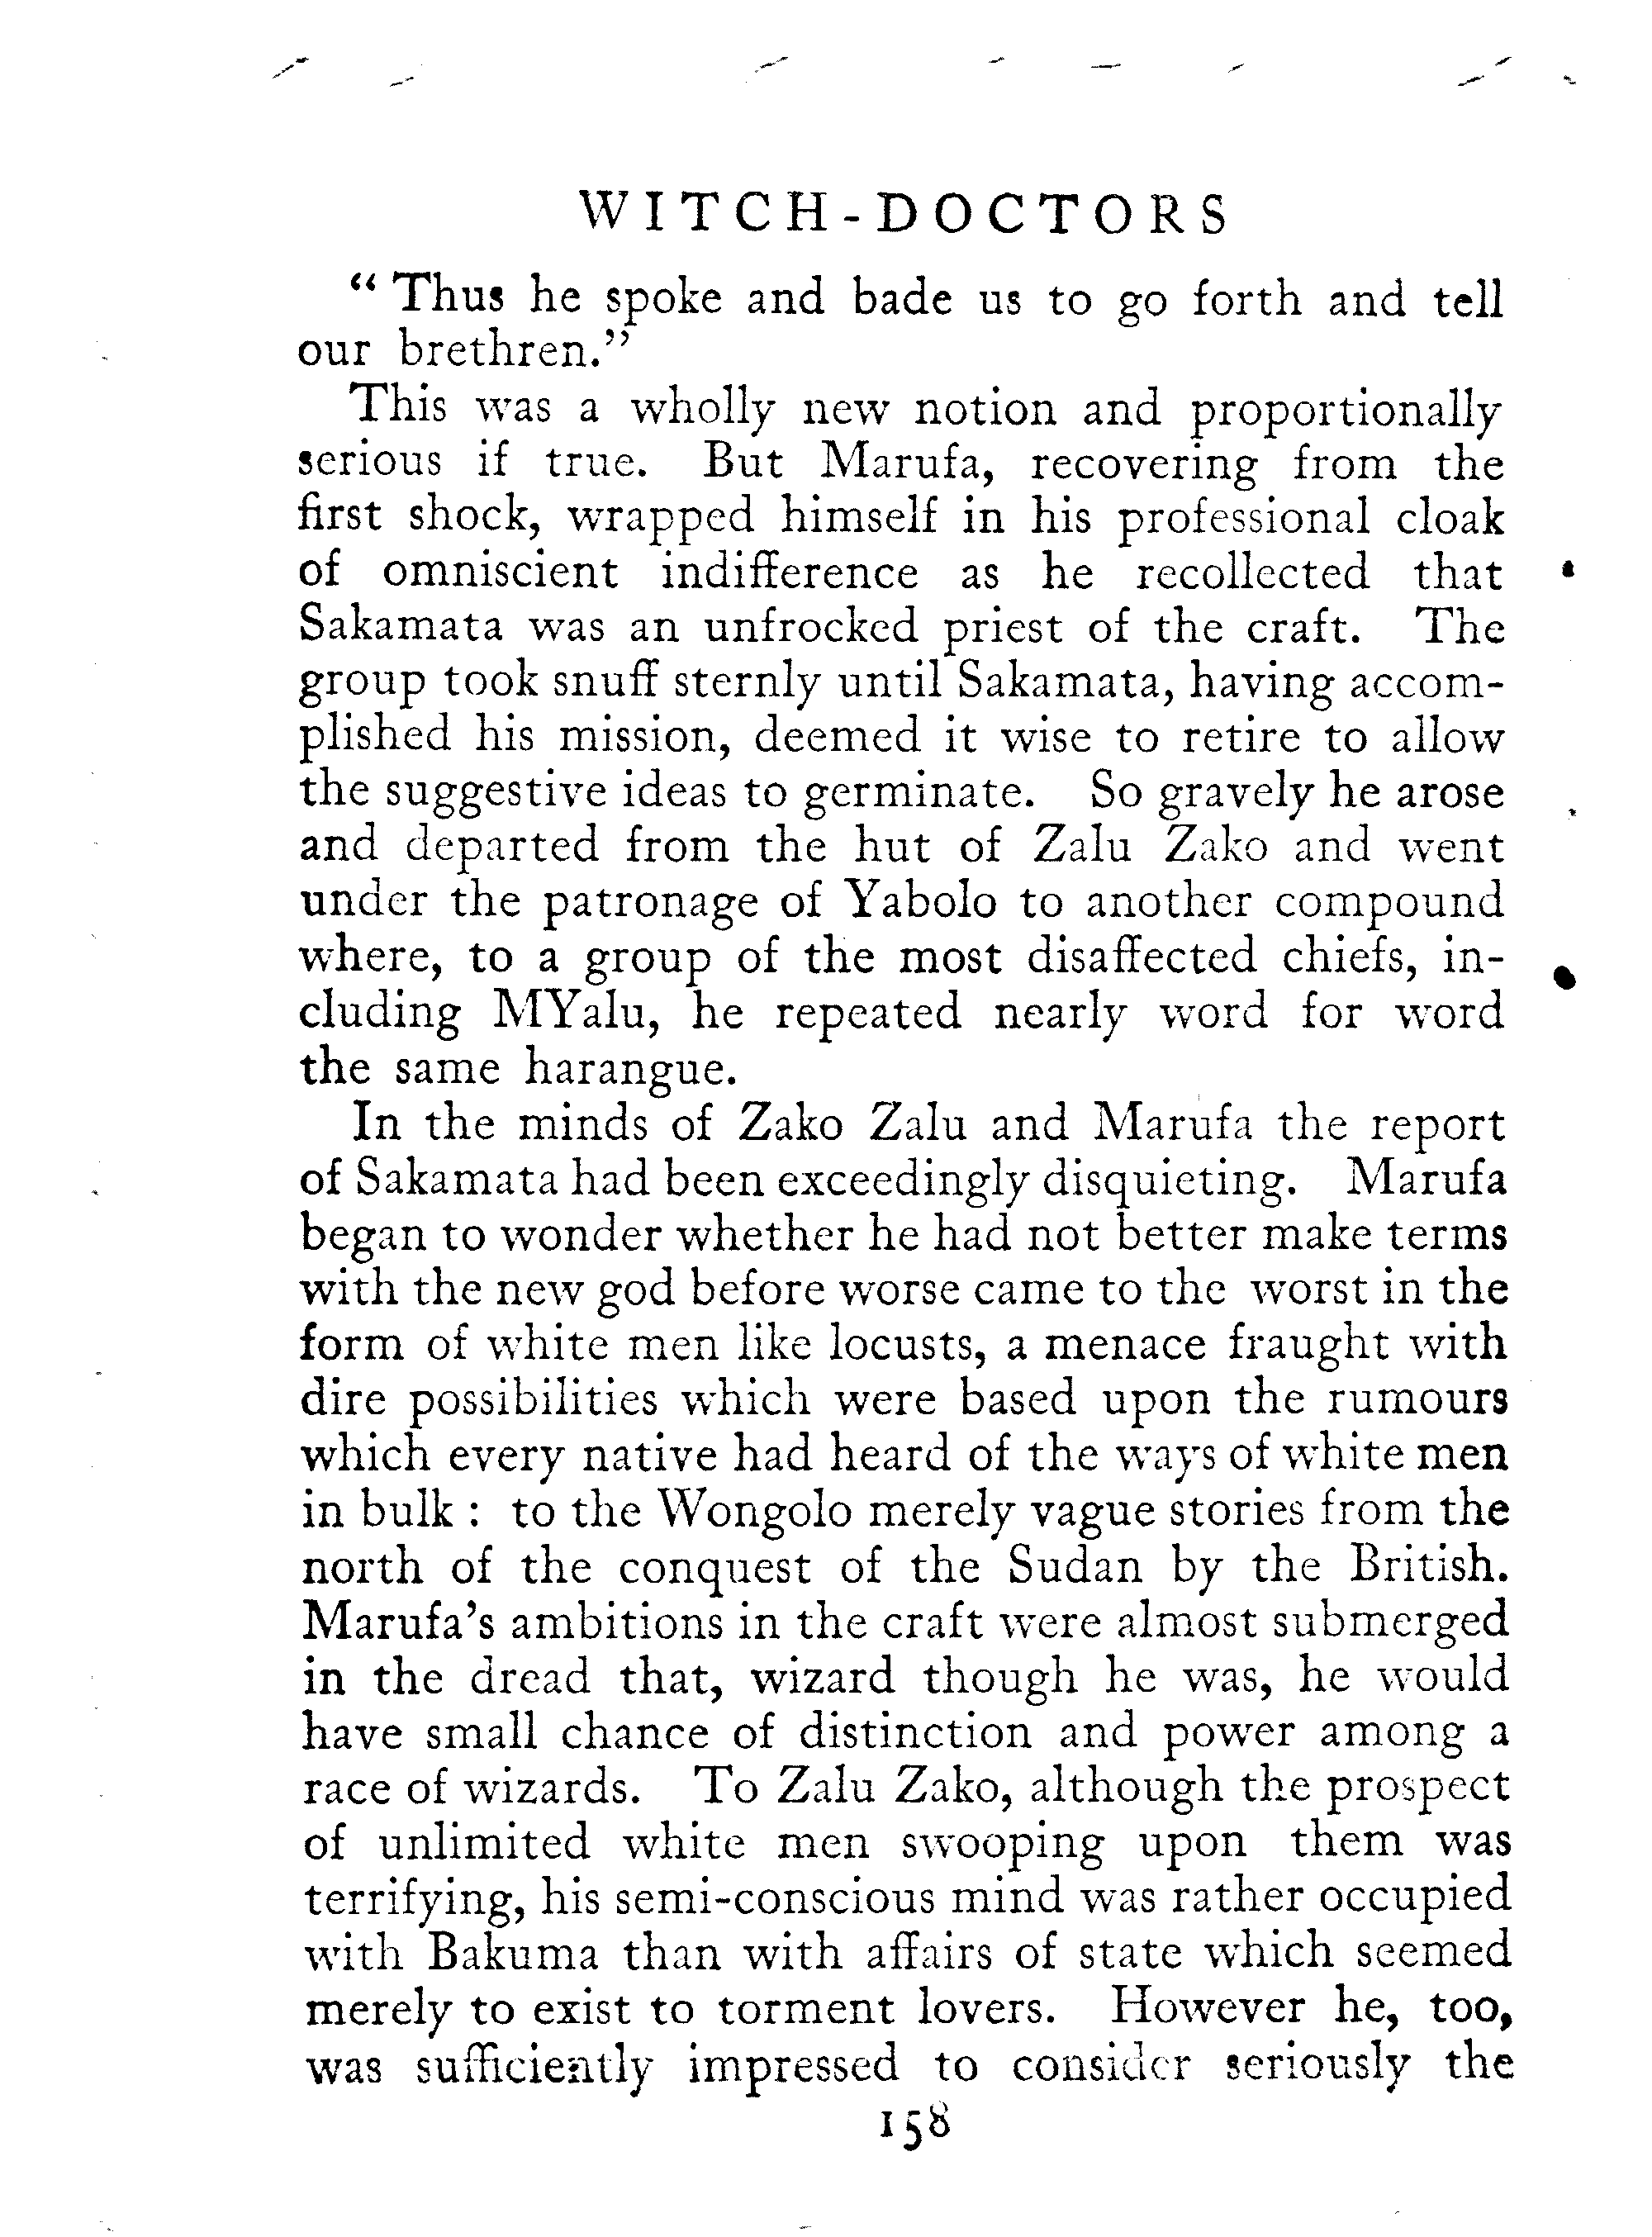 WITCH-DOCTORS
“ Thus he spoke and bade us to go forth and tell
our brethren.”
This was a wholly new notion and proportionally
serious if true. But Marufa, recovering from the
first shock, wrapped himself in his professional cloak
of omniscient indifference as he recollected that
Sakamata was an unfrocked priest of the craft. The
group took snuff sternly until Sakamata, having accom-
plished his mission, deemed it wise to retire to allow
the suggestive ideas to germinate. So gravely he arose
and departed from the hut of Zalu Zako and went
under the patronage of Yabolo to another compound
where, to a group of the most disaffected chiefs, in-
cluding MYalu, he repeated nearly word for word
the same harangue.
In the minds of Zako Zalu and Marufa the report
of Sakamata had been exceedingly disquieting. Marufa
began to wonder whether he had not better make terms
with the new god before worse came to the worst in the
form of white men like locusts, a menace fraught with
dire possibilities which were based upon the rumours
which every native had heard of the ways of white men
in bulk : to the Wongolo merely vague stories from the
north of the conquest of the Sudan by the British.
Marufa’s ambitions in the craft were almost submerged
in the dread that, wizard though he was, he would
have small chance of distinction and power among a
race of wizards. To Zalu Zako, although the prospect
of unlimited white men swooping upon them was
terrifying, his semi-conscious mind was rather occupied
with Bakuma than with affairs of state which seemed
merely to exist to torment lovers. However he, too,
was sufficiently impressed to consider seriously the
158